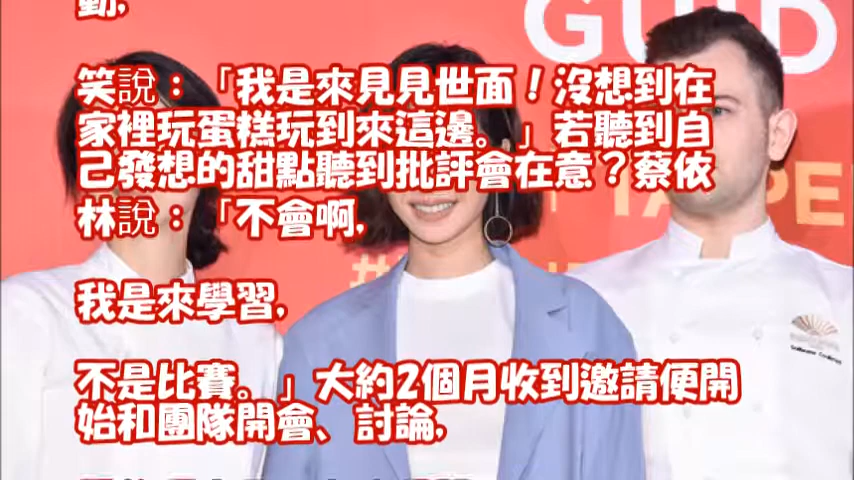 動,
GUID
笑說：「我是來見見世面！沒想到在
家裡玩蛋糕玩到來這邊。」若聽到自
己發想的甜點聽到批評會在意？蔡依
林說：「不會啊,
我是來學習,
不是比賽。」大約2個月收到邀請便開
始和團隊開會、討論,